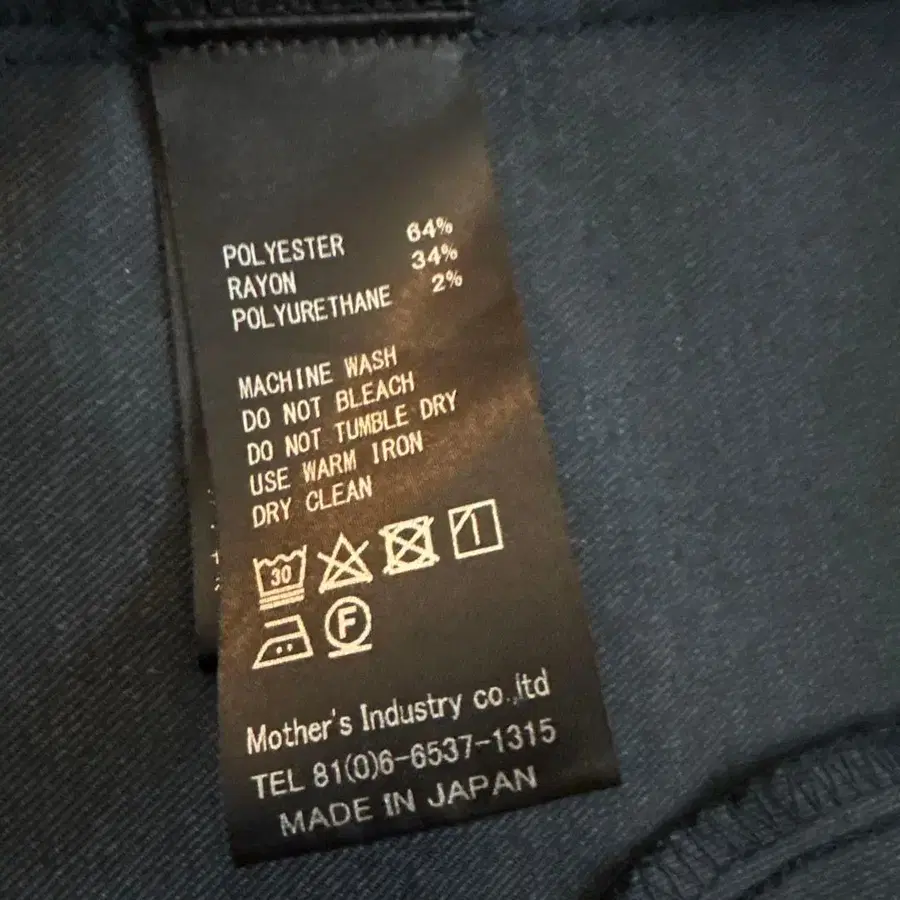 POLYESTER 64%
RAYON 34%
POLYURETHANE 2%
MACHINE WASH
DO NOT BLEACH
DO NOT TUMBLE DRY
USE WARM IRON
DRY CLEAN
30
F
Mother's Industry co.,ltd
TEL 81(0)6-6537-1315
MADE IN JAPAN